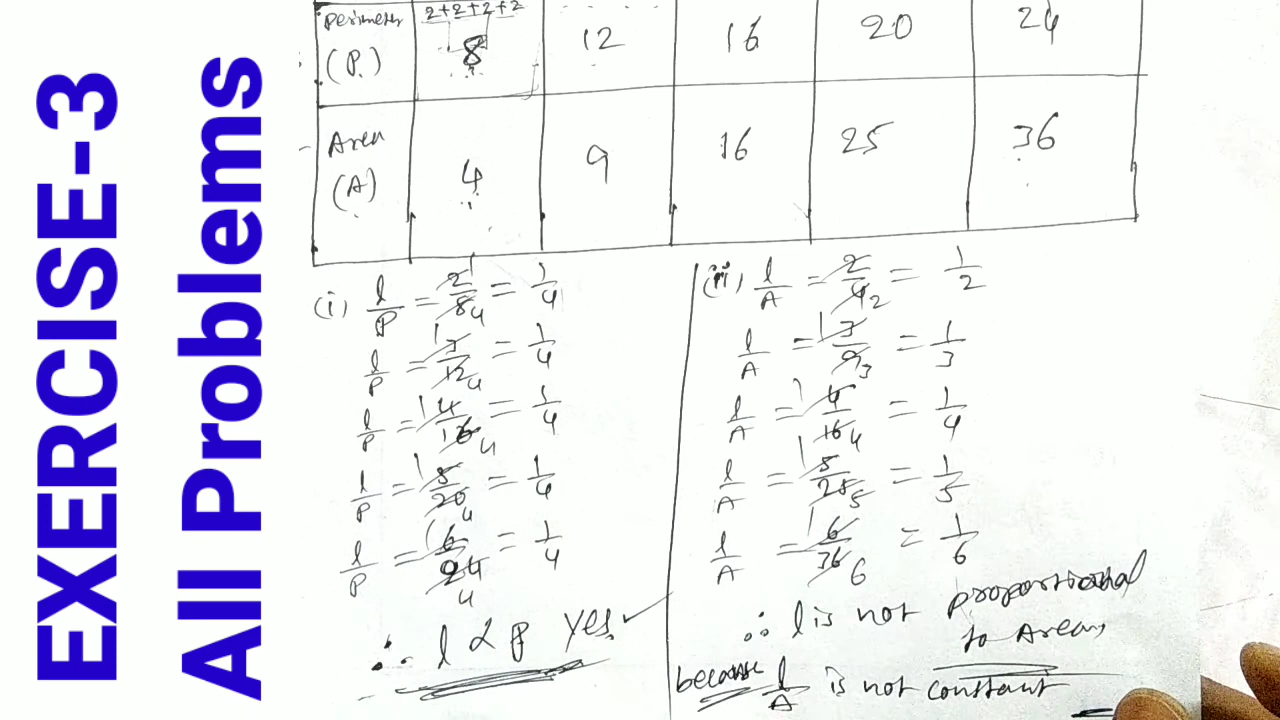 EXERCISE-3
All Problems
Perimeter (P.) 2+2+2+2 8 12 16 20 24
Area (A) 4 9 16 25 36
(i) l/P = 2/8 = 1/4
l/P = 3/12 = 1/4
l/P = 4/16 = 1/4
l/P = 5/20 = 1/4
l/P = 6/24 = 1/4
∴ l α P Yes.
(ii) l/A = 2/4 = 1/2
l/A = 3/9 = 1/3
l/A = 4/16 = 1/4
l/A = 5/25 = 1/5
l/A = 6/36 = 1/6
∴ l is not proportional
to Area,
because l/A is not constant